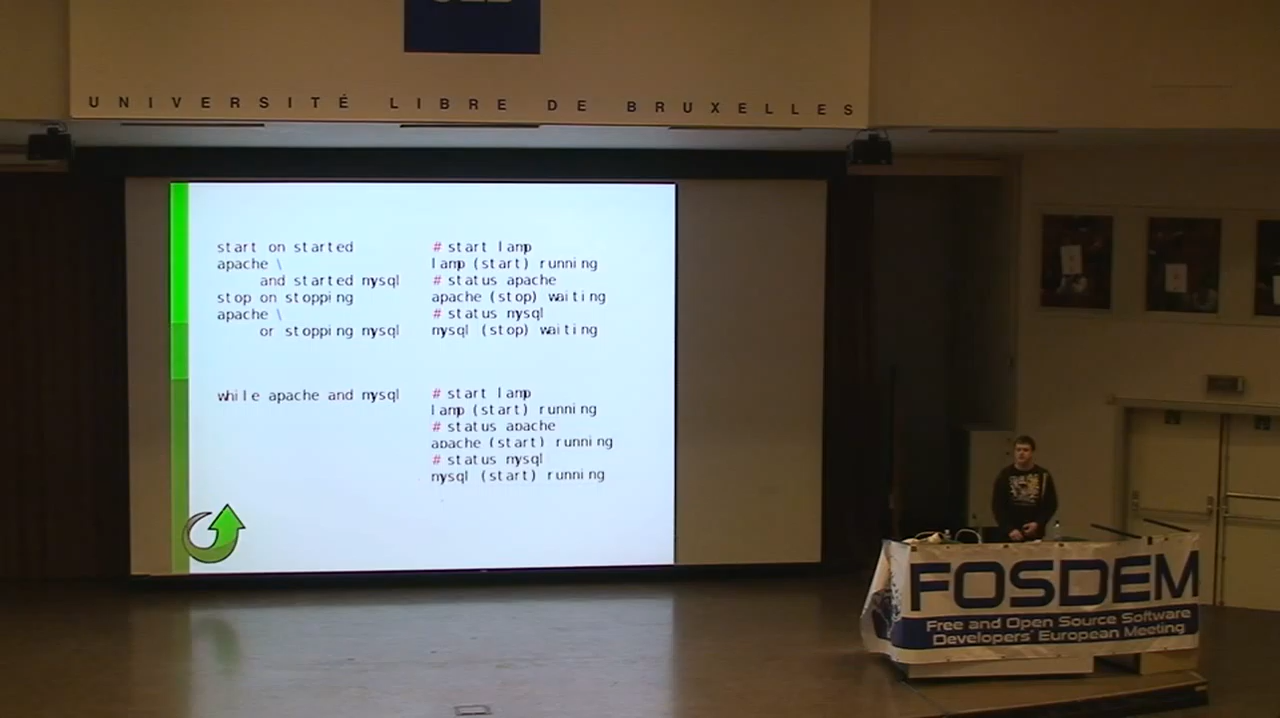 UNIVERSITÉ LIBRE DE BRUXELLES
start on started
apache \
and started mysql
stop on stopping
apache \
or stopping mysql
# start lamp
lamp (start) running
# status apache
apache (stop) waiting
# status mysql
mysql (stop) waiting
while apache and mysql
# start lamp
lamp (start) running
# status apache
apache (start) running
# status mysql
mysql (start) running
FOSDEM
Free and Open Source Software
Developers' European Meeting